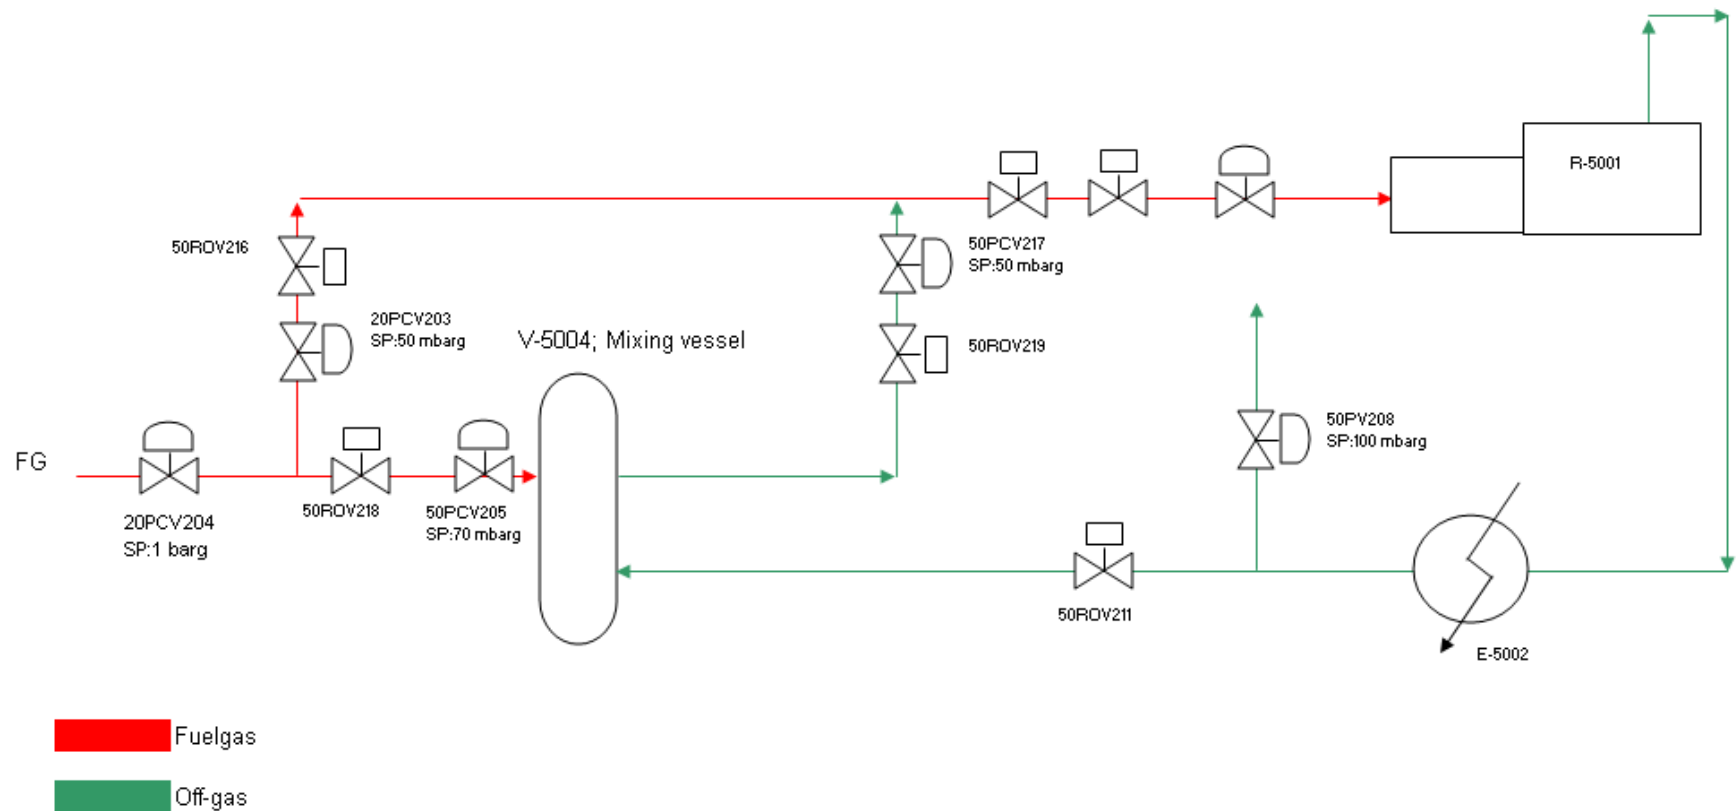 R-5001
50ROV216
50PCV217
SP:50 mbarg
20PCV203
SP:50 mbarg
V-5004; Mixing vessel
50ROV219
50PV208
SP:100 mbarg
FG
50ROV218
50PCV205
SP:70 mbarg
20PCV204
SP:1 barg
50ROV211
E-5002
Fuelgas
Off-gas